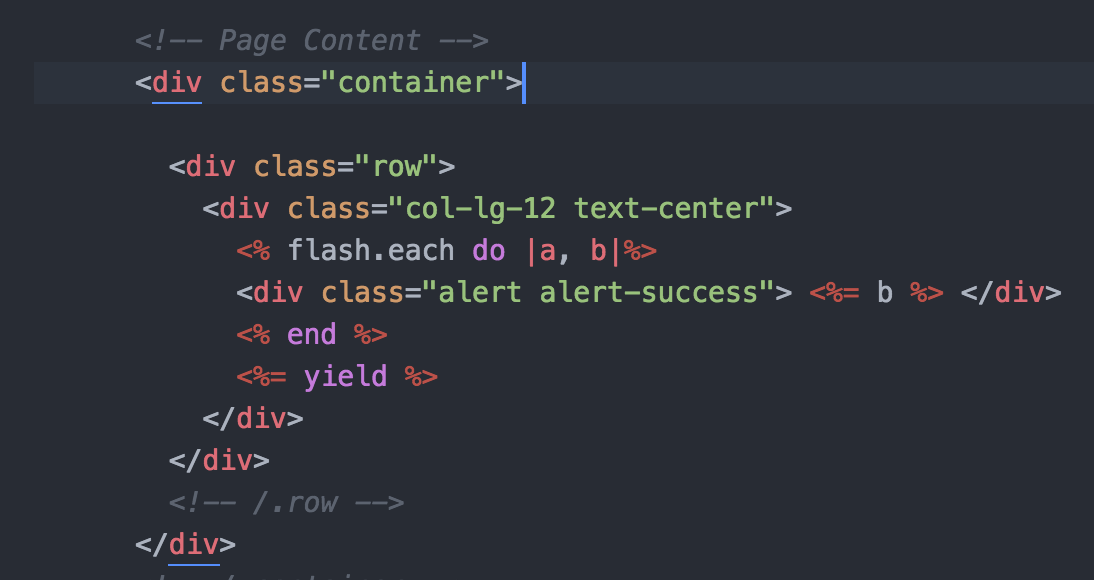 <!-- Page Content -->
<div class="container">
<div class="row">
<div class="col-lg-12 text-center">
<% flash.each do |a, b|%>
<div class="alert alert-success"> <%= b %> </div>
<% end %>
<%= yield %>
</div>
</div>
<!-- /.row -->
</div>